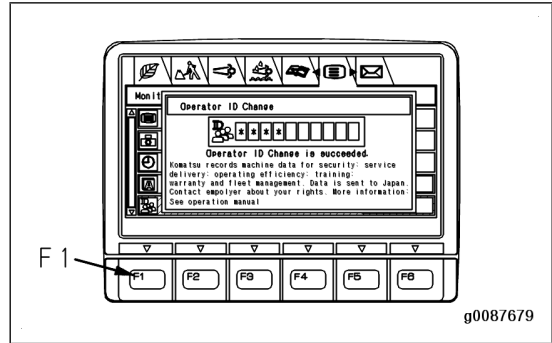 Monit
Operator ID Change
ID
* * * *
Operator ID Change is succeeded.
Komatsu records machine data for security: service
delivery: operating efficiency: training:
warranty and fleet management. Data is sent to Japan.
Contact empolyer about your rights. More information:
See operation manual
F1
F1 F2 F3 F4 F5 F6
g0087679